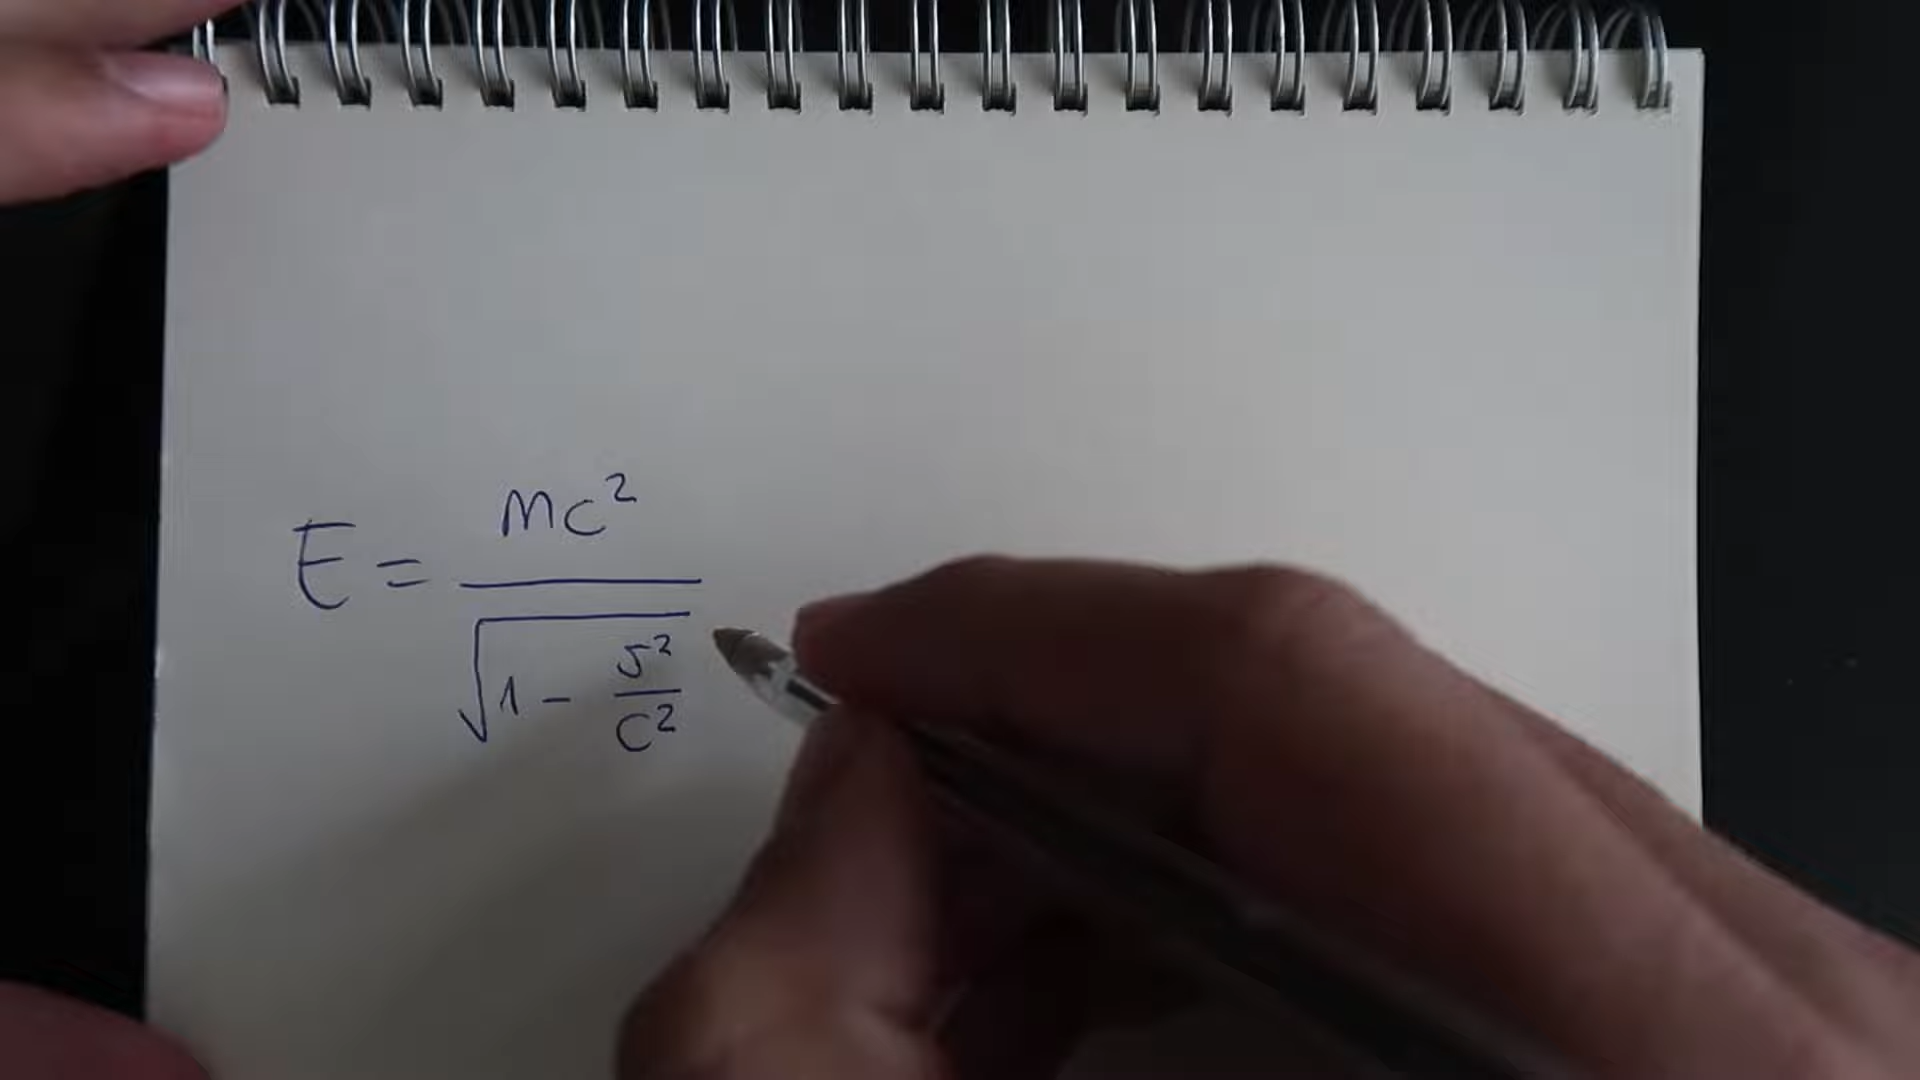 E = mc² / √(1 - v²/c²)